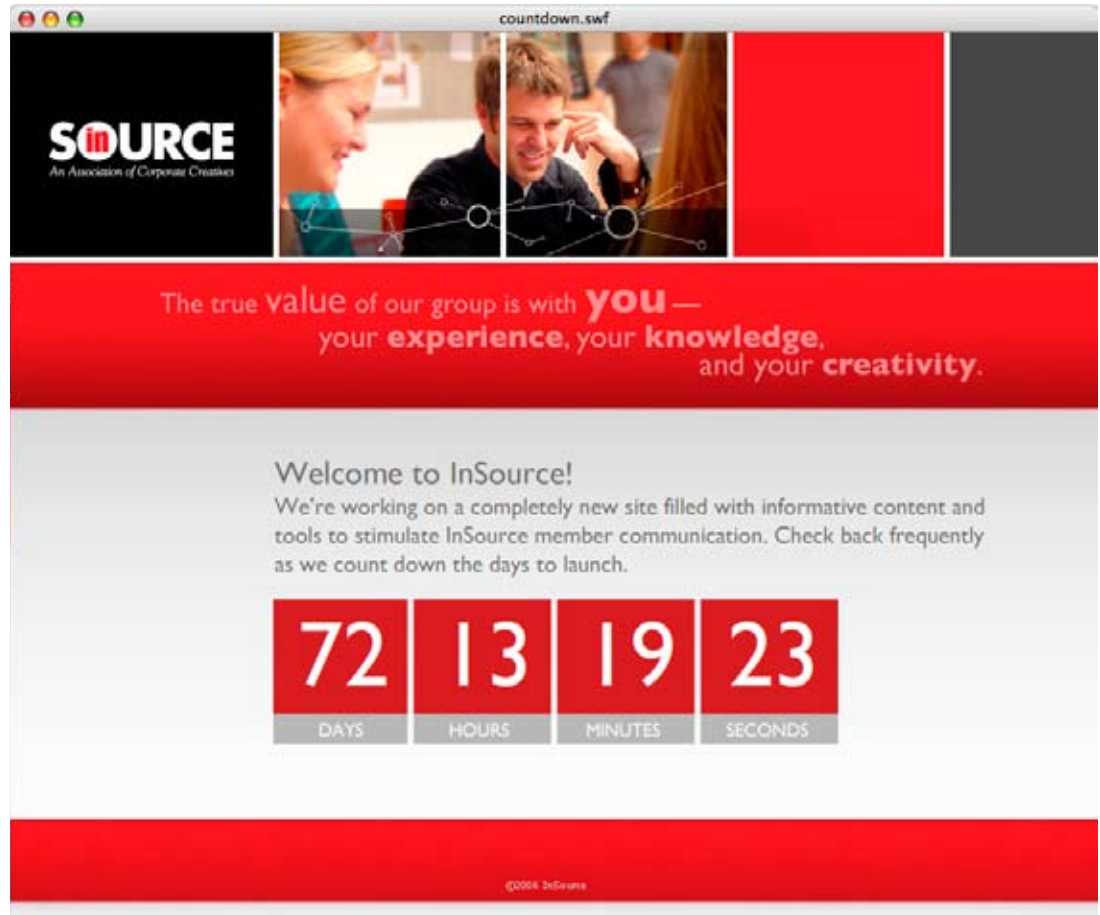 countdown.swf
SinOURCE
An Association of Corporate Creatives
The true value of our group is with you—
your experience, your knowledge,
and your creativity.
Welcome to InSource!
We're working on a completely new site filled with informative content and
tools to stimulate InSource member communication. Check back frequently
as we count down the days to launch.
72 13 19 23
DAYS HOURS MINUTES SECONDS
©2006 InSource